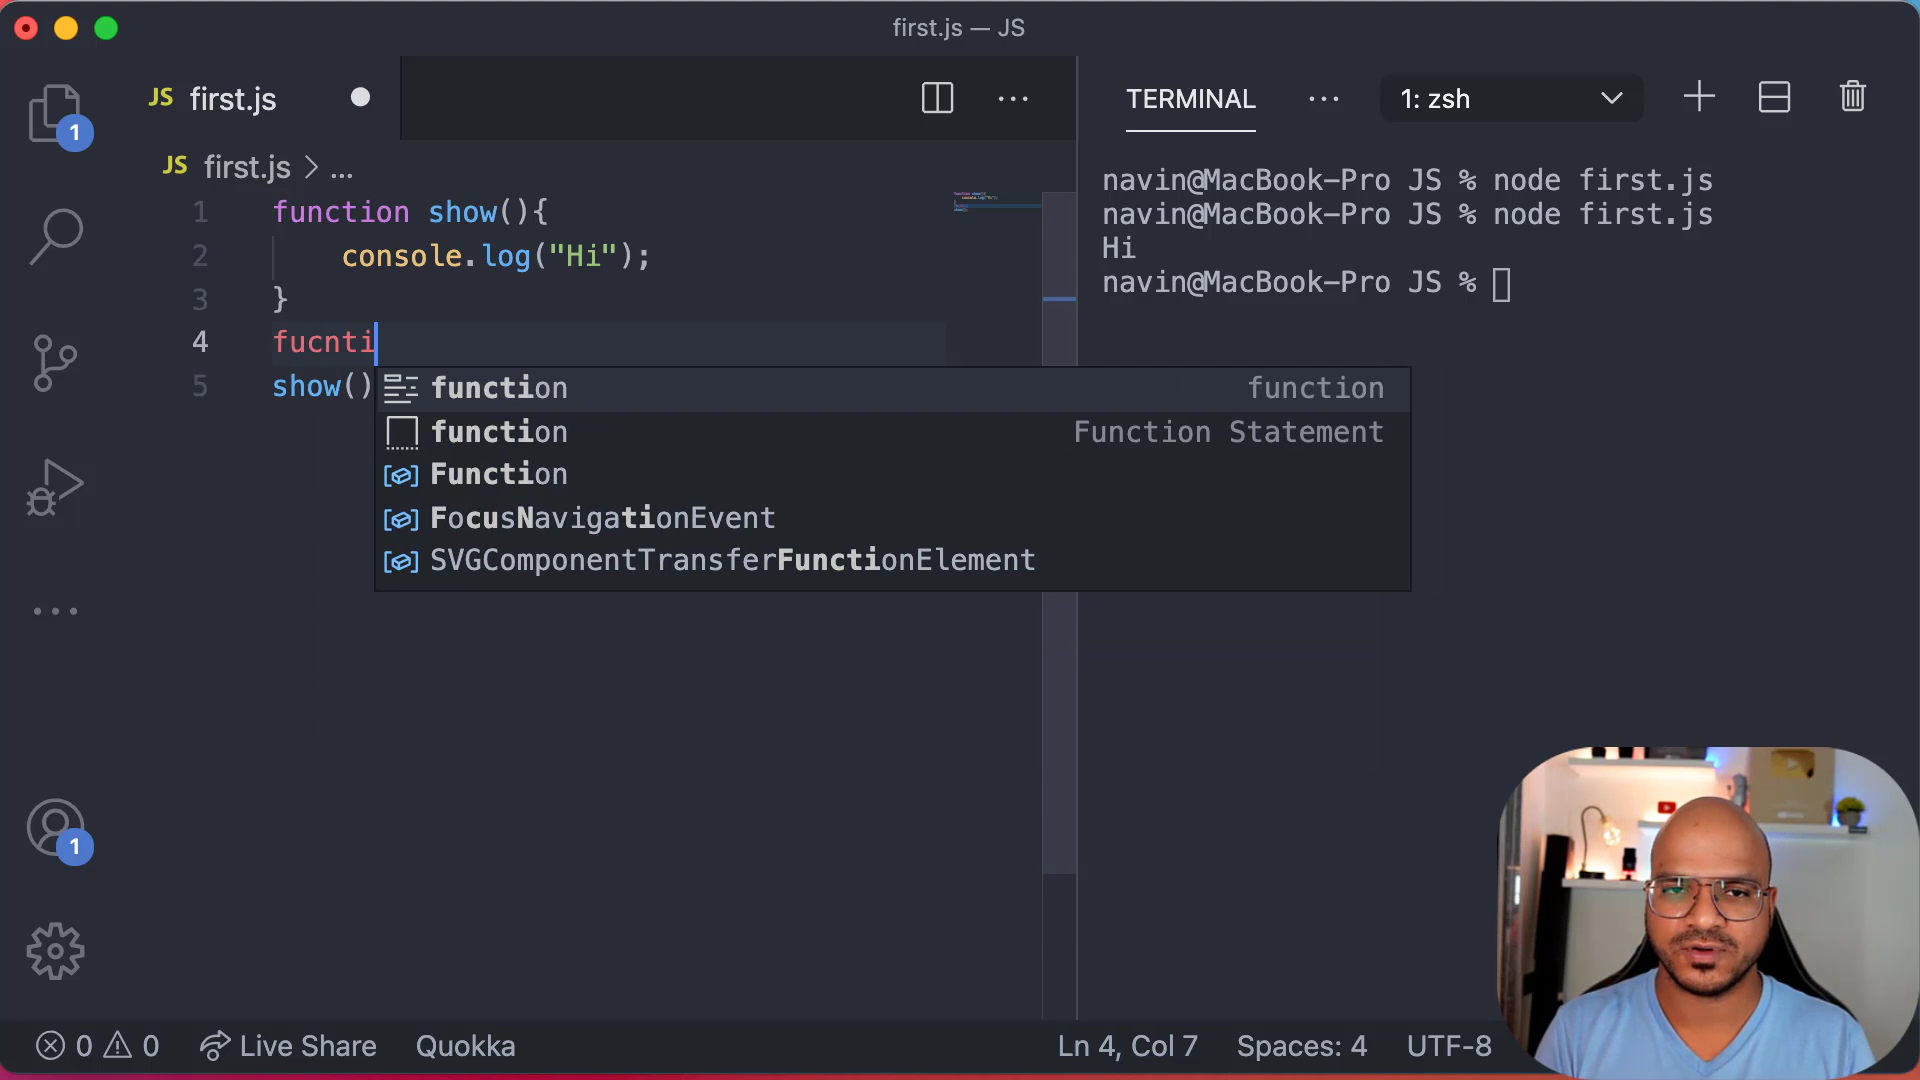 first.js — JS
JS first.js
TERMINAL
1: zsh
1
JS first.js > ...
1 function show(){
2 console.log("Hi");
3 }
4 fucnti
5 show()
function function
function Function Statement
Function
FocusNavigationEvent
SVGComponentTransferFunctionElement
navin@MacBook-Pro JS % node first.js
navin@MacBook-Pro JS % node first.js
Hi
navin@MacBook-Pro JS %
1
0 0 Live Share Quokka Ln 4, Col 7 Spaces: 4 UTF-8